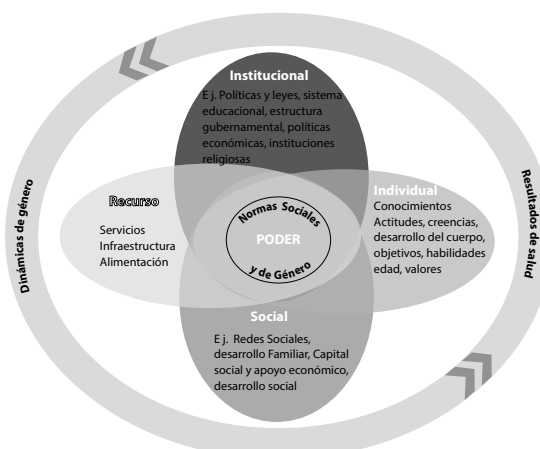 Institucional
E j. Políticas y leyes, sistema
educacional, estructura
gubernamental, políticas
económicas, instituciones
religiosas
Recurso
Servicios
Infraestructura
Alimentación
Individual
Conocimientos
Actitudes, creencias,
desarrollo del cuerpo,
objetivos, habilidades
edad, valores
Normas Sociales
PODER
y de Género
Social
E j. Redes Sociales,
desarrollo Familiar, Capital
social y apoyo económico,
desarrollo social
Dinámicas de género
Resultados de salud